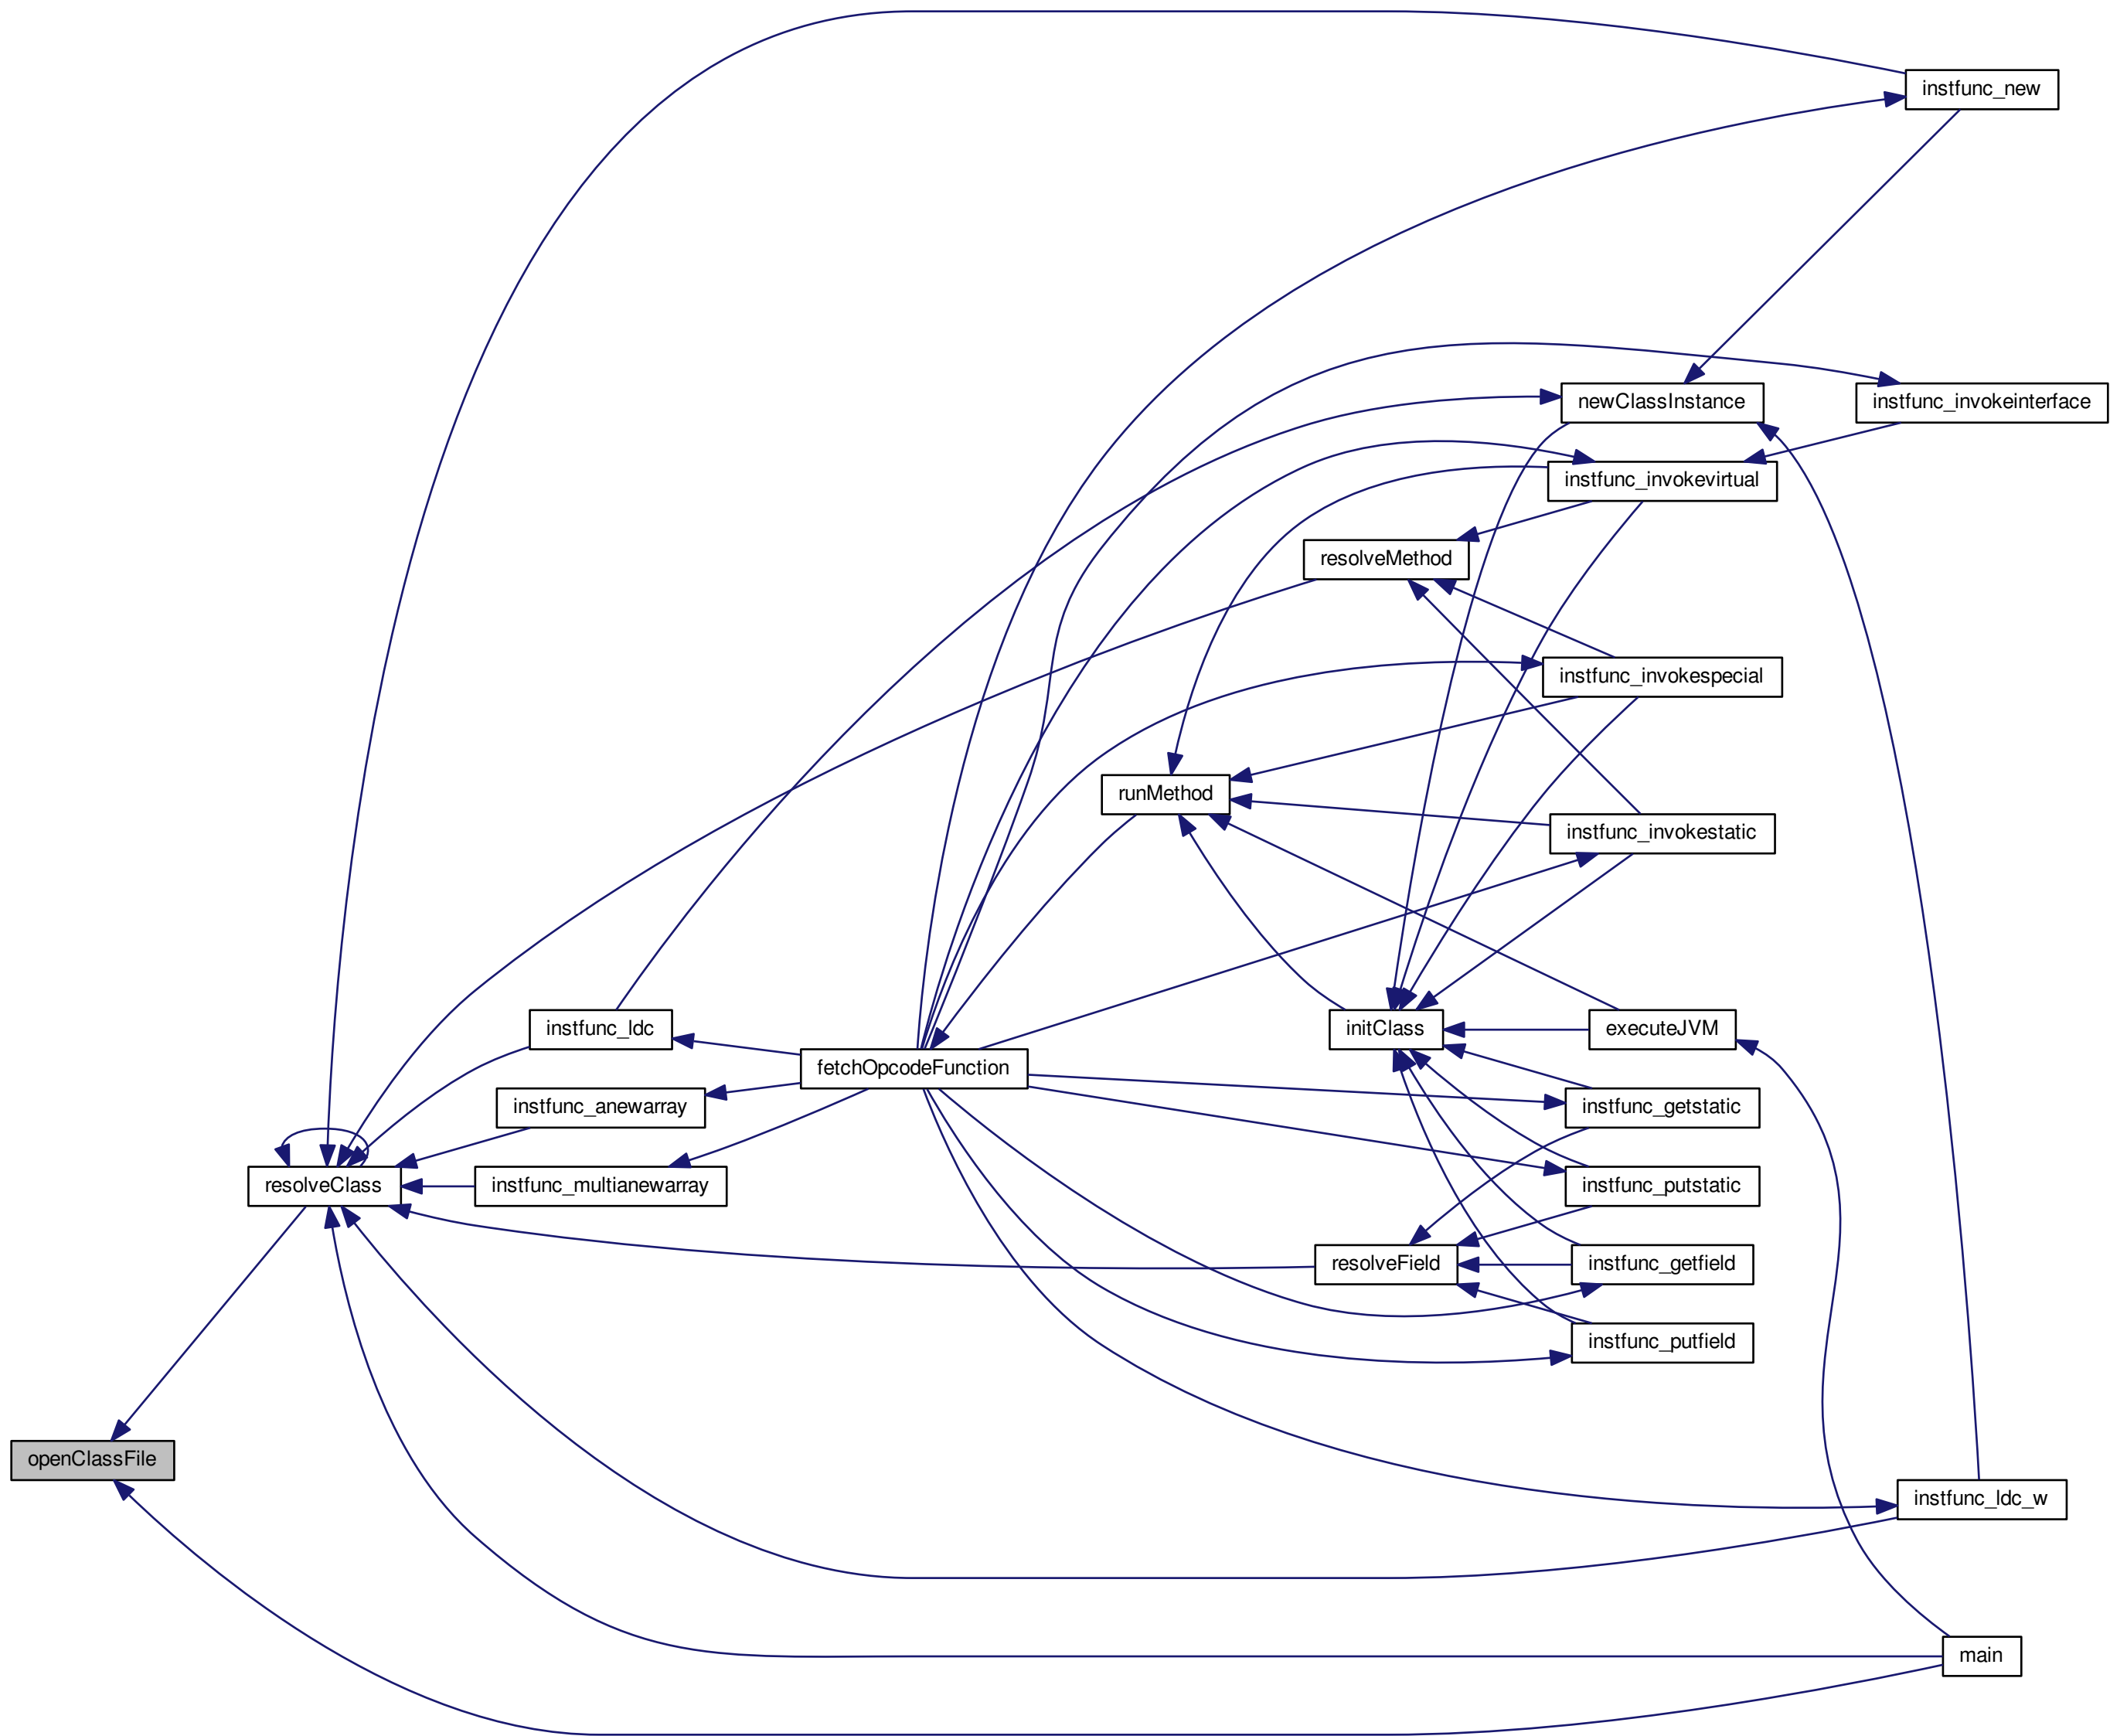 instfunc_new
newClassInstance
instfunc_invokeinterface
instfunc_invokevirtual
resolveMethod
instfunc_invokespecial
runMethod
instfunc_invokestatic
instfunc_ldc
initClass
executeJVM
fetchOpcodeFunction
instfunc_anewarray
instfunc_getstatic
resolveClass
instfunc_multianewarray
instfunc_putstatic
resolveField
instfunc_getfield
instfunc_putfield
openClassFile
instfunc_ldc_w
main